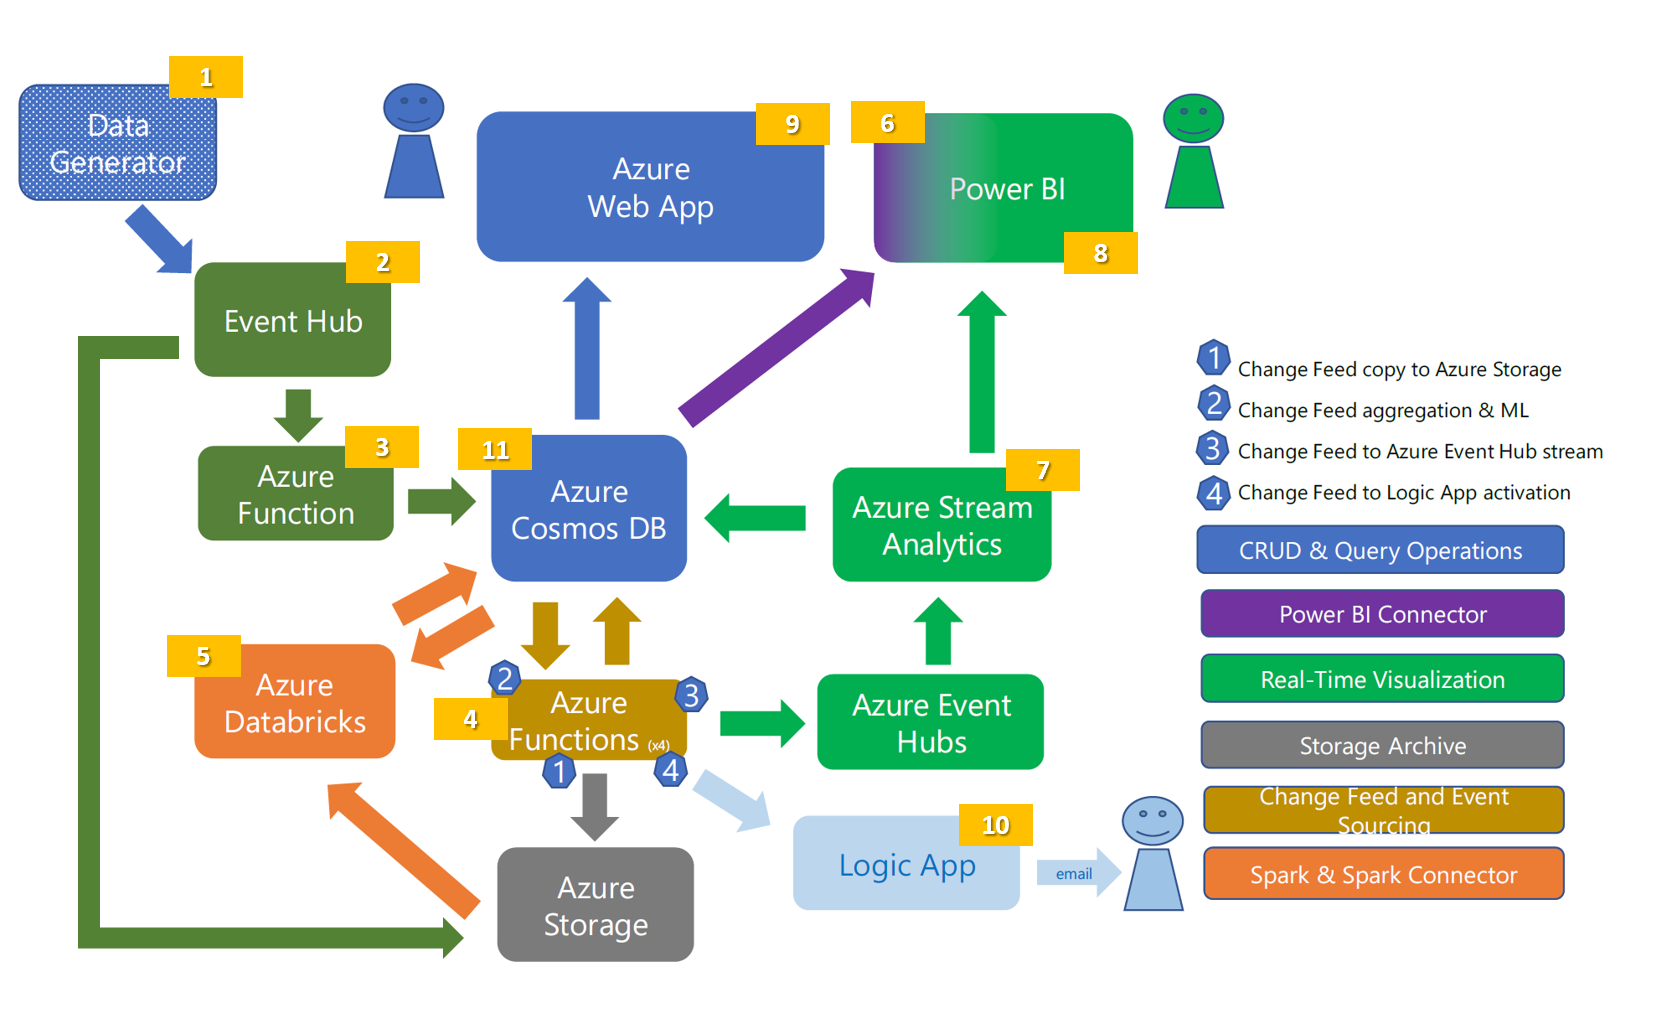 1
Data
Generator
2
Event Hub
3
Azure
Function
9
Azure
Web App
6
Power BI
8
11
Azure
Cosmos DB
7
Azure Stream
Analytics
5
Azure
Databricks
2
3
4
Azure
Functions (x4)
1
4
Azure Event
Hubs
10
Logic App
email
Azure
Storage
1 Change Feed copy to Azure Storage
2 Change Feed aggregation & ML
3 Change Feed to Azure Event Hub stream
4 Change Feed to Logic App activation
CRUD & Query Operations
Power BI Connector
Real-Time Visualization
Storage Archive
Change Feed and Event
Sourcing
Spark & Spark Connector